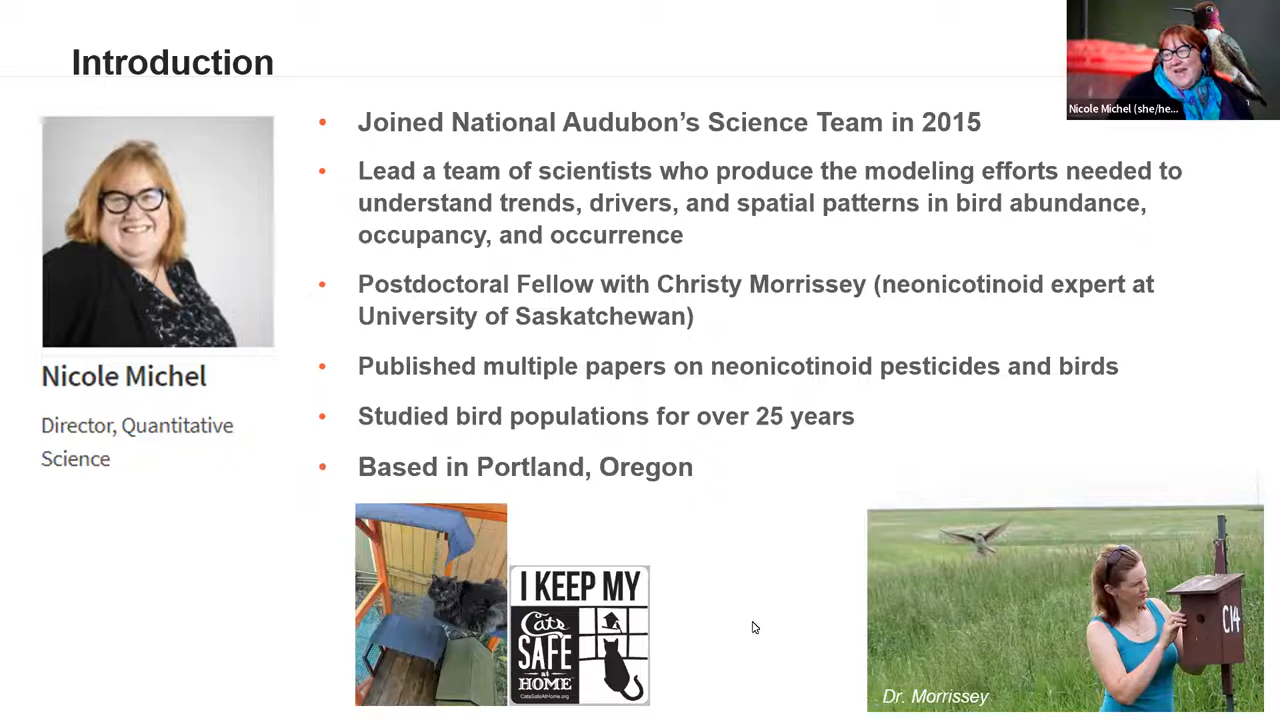 Introduction
Nicole Michel (she/he...
Joined National Audubon’s Science Team in 2015
Lead a team of scientists who produce the modeling efforts needed to
understand trends, drivers, and spatial patterns in bird abundance,
occupancy, and occurrence
Postdoctoral Fellow with Christy Morrissey (neonicotinoid expert at
University of Saskatchewan)
Published multiple papers on neonicotinoid pesticides and birds
Studied bird populations for over 25 years
Based in Portland, Oregon
Nicole Michel
Director, Quantitative
Science
I KEEP MY
Cats
SAFE
at
HOME
CatsSafeAtHome.org
C14
Dr. Morrissey